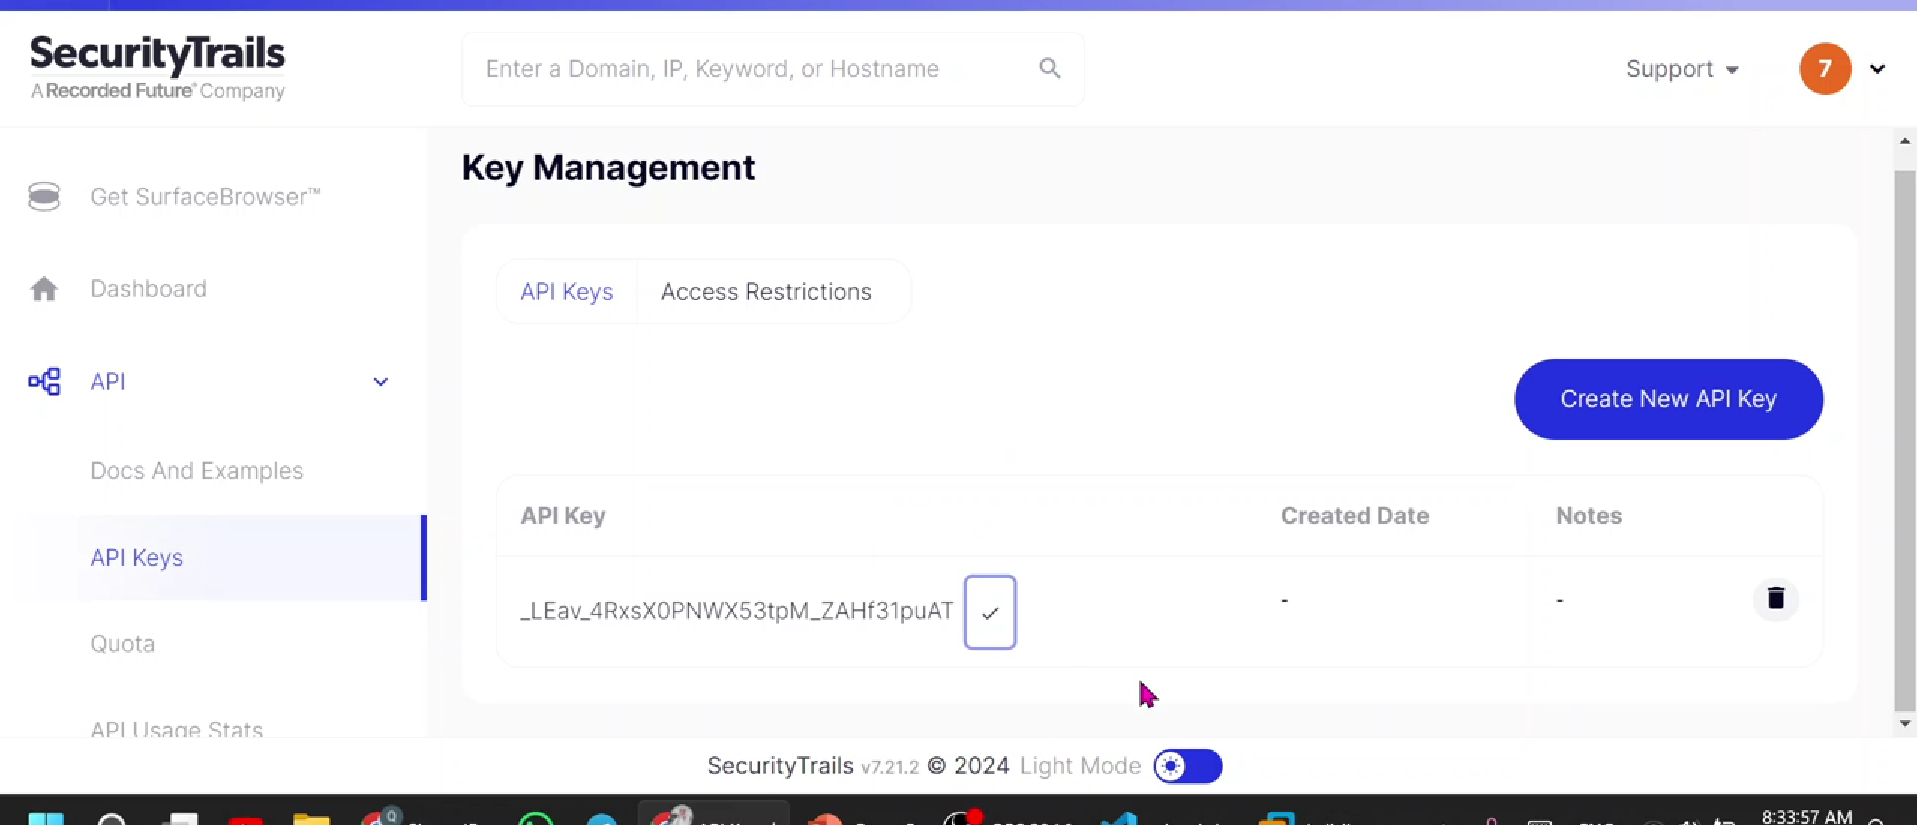 SecurityTrails
A Recorded Future® Company
Enter a Domain, IP, Keyword, or Hostname
Support
7
Get SurfaceBrowser™
Dashboard
API
Docs And Examples
API Keys
Quota
API Usage Stats
Key Management
API Keys
Access Restrictions
Create New API Key
API Key Created Date Notes
_LEav_4RxsX0PNWX53tpM_ZAHf31puAT - -
SecurityTrails v7.21.2 © 2024 Light Mode
8:33:57 AM